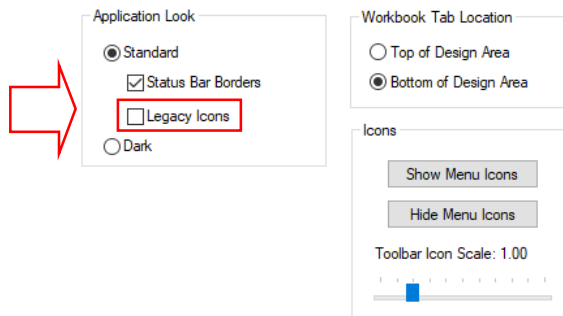 Application Look
Standard
Status Bar Borders
Legacy Icons
Dark
Workbook Tab Location
Top of Design Area
Bottom of Design Area
Icons
Show Menu Icons
Hide Menu Icons
Toolbar Icon Scale: 1.00